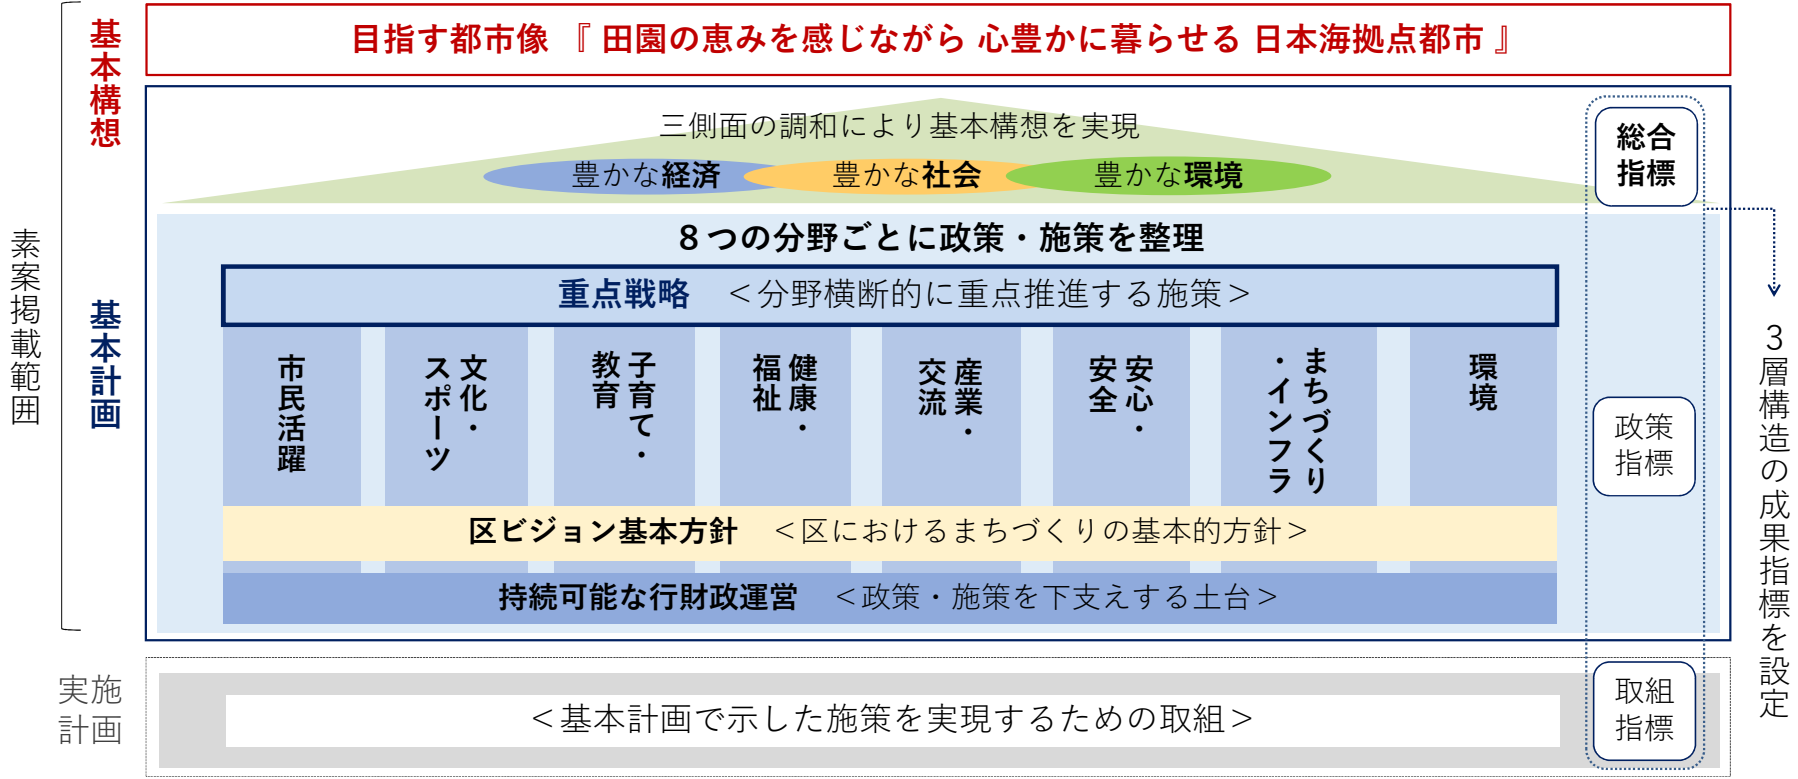 基本構想
目指す都市像 『 田園の恵みを感じながら 心豊かに暮らせる 日本海拠点都市 』
素案掲載範囲
基本計画
三側面の調和により基本構想を実現
豊かな経済
豊かな社会
豊かな環境
総合
指標
８つの分野ごとに政策・施策を整理
重点戦略 ＜分野横断的に重点推進する施策＞
市民活躍
文化・
スポーツ
子育て・
教育
健康・
福祉
産業・
交流
安心・
安全
まちづくり
・インフラ
環境
政策
指標
区ビジョン基本方針 ＜区におけるまちづくりの基本的方針＞
持続可能な行財政運営 ＜政策・施策を下支えする土台＞
３層構造の成果指標を設定
実施
計画
＜基本計画で示した施策を実現するための取組＞
取組
指標